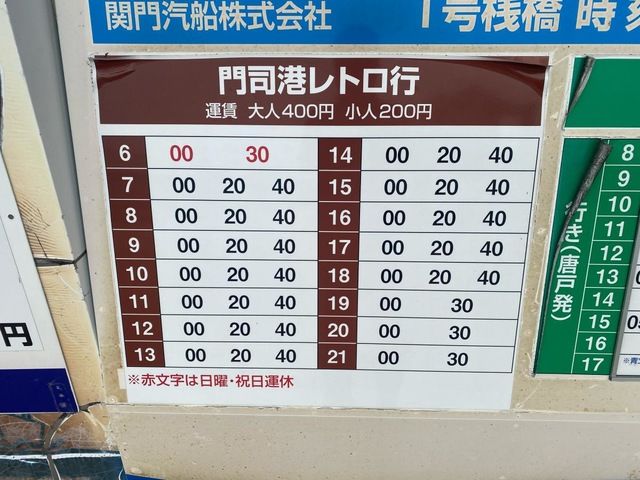 関門汽船株式会社 1号桟橋 時刻
門司港レトロ行
運賃 大人400円 小人200円
6 00 30 14 00 20 40
7 00 20 40 15 00 20 40
8 00 20 40 16 00 20 40
9 00 20 40 17 00 20 40
10 00 20 40 18 00 20 40
11 00 20 40 19 00 30
12 00 20 40 20 00 30
13 00 20 40 21 00 30
※赤文字は日曜・祝日運休
円
行き(唐戸発)
8
9
10
11
12
13
14
15
16
17